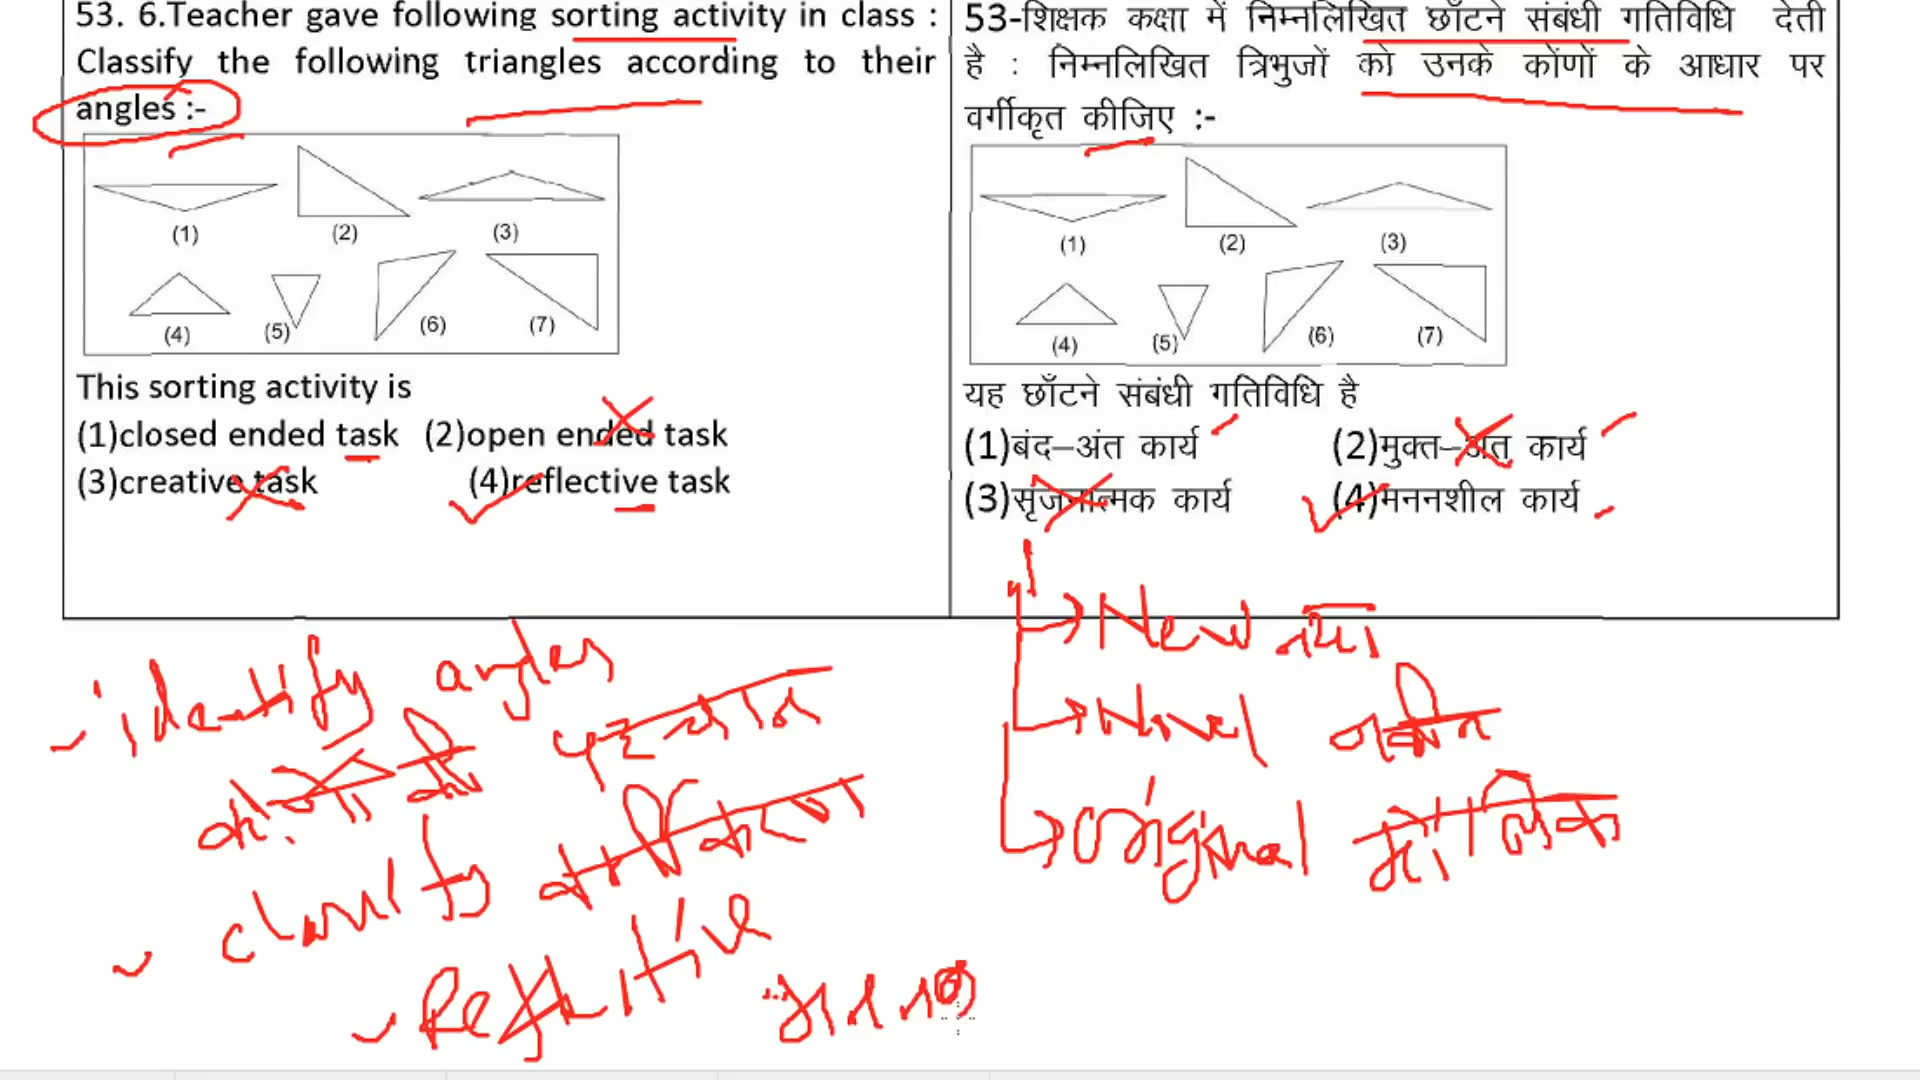 53. 6.Teacher gave following sorting activity in class :
Classify the following triangles according to their
angles :-
(1)
(2)
(3)
(4)
(5)
(6)
(7)
This sorting activity is
(1)closed ended task (2)open ended task
(3)creative task (4)reflective task
53-शिक्षक कक्षा में निम्नलिखित छाँटने संबंधी गतिविधि देती
है : निम्नलिखित त्रिभुजों को उनके कोंणों के आधार पर
वर्गीकृत कीजिए :-
(1)
(2)
(3)
(4)
(5)
(6)
(7)
यह छाँटने संबंधी गतिविधि है
(1)बंद–अंत कार्य (2)मुक्त–अंत कार्य
(3)सृजनात्मक कार्य (4)मननशील कार्य
identify angles
पहचान
वर्गीकरण
Reflective
New नया
Novel नवीन
Original मौलिक